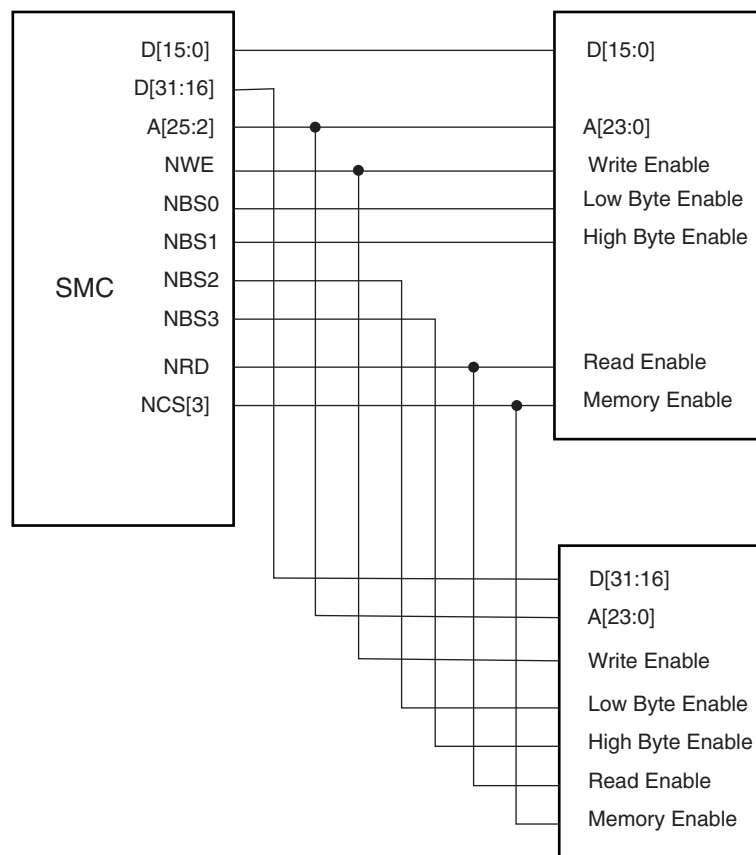 D[15:0]
D[31:16]
A[25:2]
NWE
NBS0
NBS1
NBS2
NBS3
NRD
NCS[3]
SMC
D[15:0]
A[23:0]
Write Enable
Low Byte Enable
High Byte Enable
Read Enable
Memory Enable
D[31:16]
A[23:0]
Write Enable
Low Byte Enable
High Byte Enable
Read Enable
Memory Enable